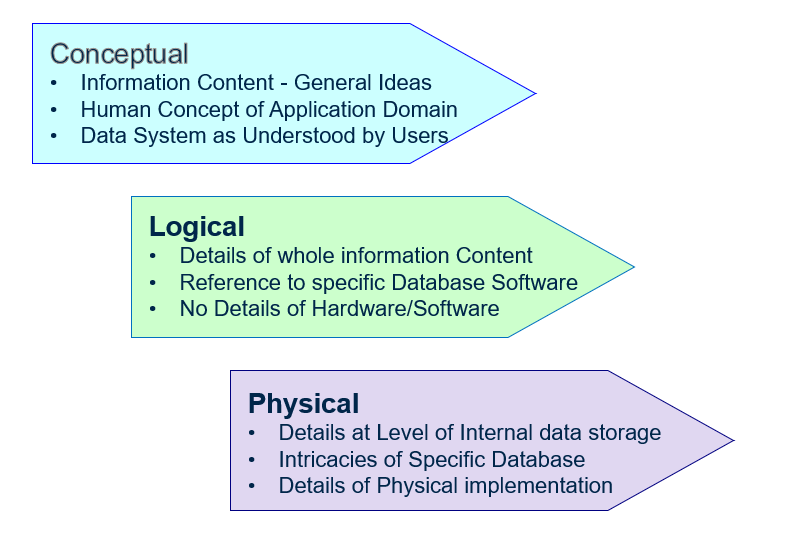 Conceptual
• Information Content - General Ideas
• Human Concept of Application Domain
• Data System as Understood by Users
Logical
• Details of whole information Content
• Reference to specific Database Software
• No Details of Hardware/Software
Physical
• Details at Level of Internal data storage
• Intricacies of Specific Database
• Details of Physical implementation